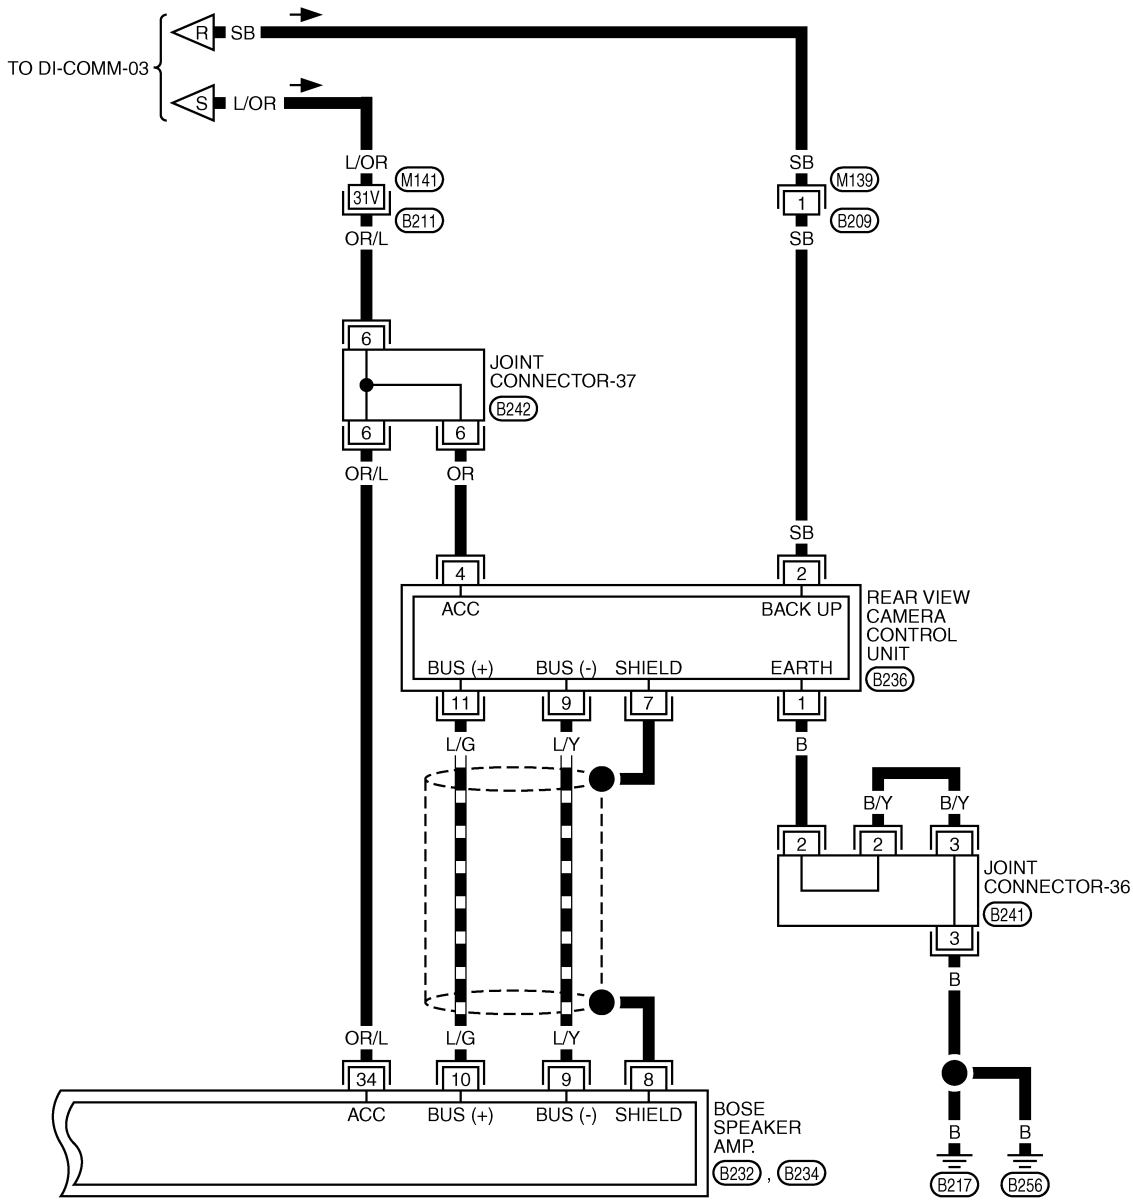 R SB
TO DI-COMM-03
S L/OR
L/OR
M141
31V
B211
OR/L
SB
M139
1
B209
SB
6
JOINT
CONNECTOR-37
B242
6 6
OR/L OR
SB
4 2
ACC BACK UP
REAR VIEW
CAMERA
CONTROL
UNIT
B236
BUS (+) BUS (-) SHIELD EARTH
11 9 7 1
L/G L/Y B
B/Y B/Y
2 2 3
JOINT
CONNECTOR-36
B241
3
B
OR/L L/G L/Y
34 10 9 8
ACC BUS (+) BUS (-) SHIELD
BOSE
SPEAKER
AMP.
B232 , B234
B B
B217 B256